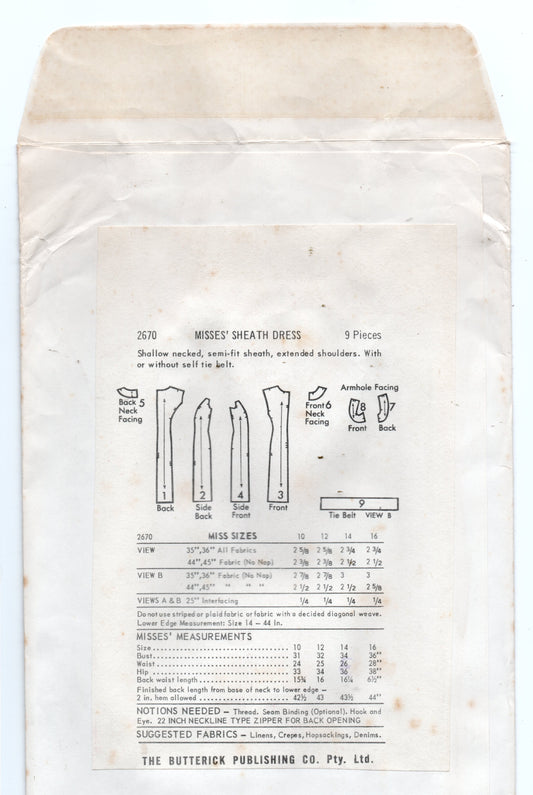 2670 MISSES' SHEATH DRESS 9 Pieces
Shallow necked, semi-fit sheath, extended shoulders. With
or without self tie belt.
Back 5
Neck
Facing
1
Back
2
Side
Back
4
Side
Front
3
Front
Front 6
Neck
Facing
Armhole Facing
8
Front
7
Back
9
Tie Belt VIEW B
2670 MISS SIZES 10 12 14 16
VIEW 35",36" All Fabrics 2 5/8 2 5/8 2 3/4 2 3/4
44",45" Fabric (No Nap) 2 3/8 2 3/8 2 1/2 2 1/2
VIEW B 35",36" Fabric (No Nap) 2 7/8 2 7/8 3 3
44",45" " " " 2 1/2 2 1/2 2 1/2 2 5/8
VIEWS A & B 25" Interfacing 1/4 1/4 1/4 1/4
Do not use striped or plaid fabric or fabric with a decided diagonal weave.
Lower Edge Measurement: Size 14 – 44 in.
MISSES' MEASUREMENTS
Size 10 12 14 16
Bust 31 32 34 36"
Waist 24 25 26 28"
Hip 33 34 36 38"
Back waist length 15¾ 16 16¼ 6½"
Finished back length from base of neck to lower edge –
2 in. hem allowed 42½ 43 43½ 44"
NOTIONS NEEDED – Thread. Seam Binding (Optional). Hook and
Eye. 22 INCH NECKLINE TYPE ZIPPER FOR BACK OPENING
SUGGESTED FABRICS – Linens, Crepes, Hopsackings, Denims.
THE BUTTERICK PUBLISHING CO. Pty. Ltd.